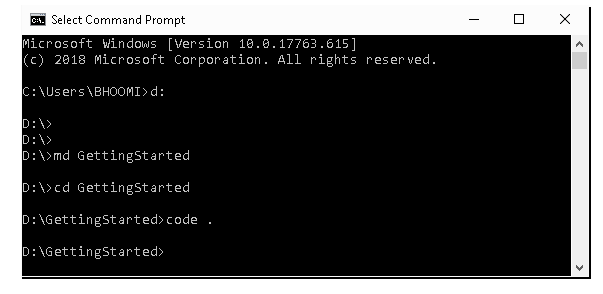 Select Command Prompt
Microsoft Windows [Version 10.0.17763.615]
(c) 2018 Microsoft Corporation. All rights reserved.
C:\Users\BHOOMI>d:
D:\>
D:\>
D:\>md GettingStarted
D:\>cd GettingStarted
D:\GettingStarted>code .
D:\GettingStarted>